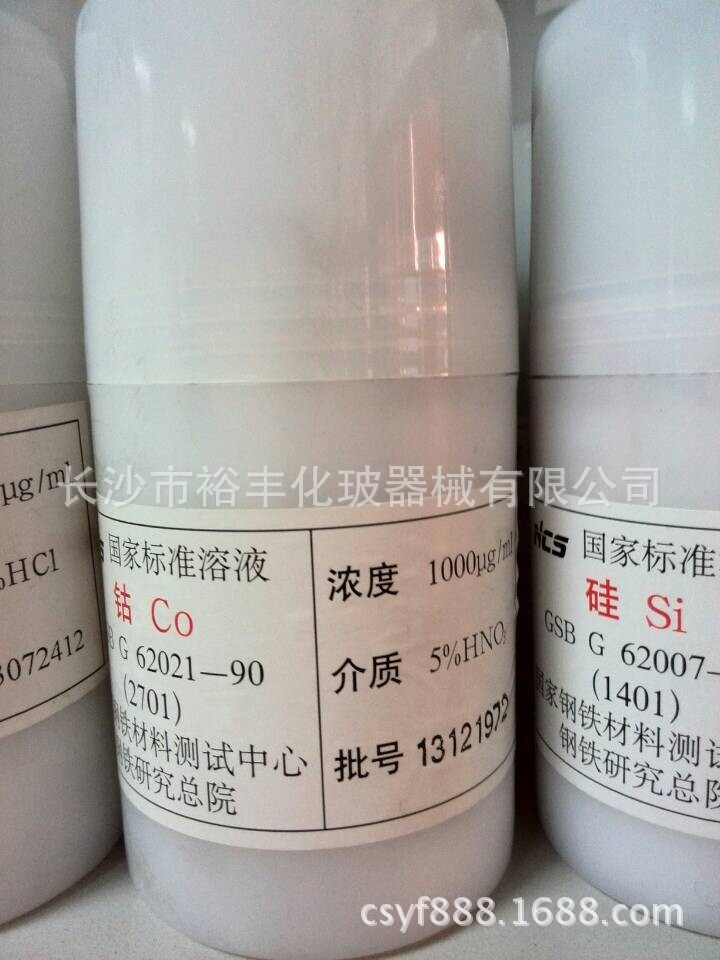 长沙市裕丰化玻器械有限公司
µg/ml
%HCl
3072412
国家标准溶液
钴 Co
B G 62021—90
(2701)
钢铁材料测试中心
钢铁研究总院
浓度 1000µg/ml
介质 5%HNO₃
批号 13121972
NCS 国家标准
硅 Si
GSB G 62007-
(1401)
国家钢铁材料测试
钢铁研究总院
csyf888.1688.com